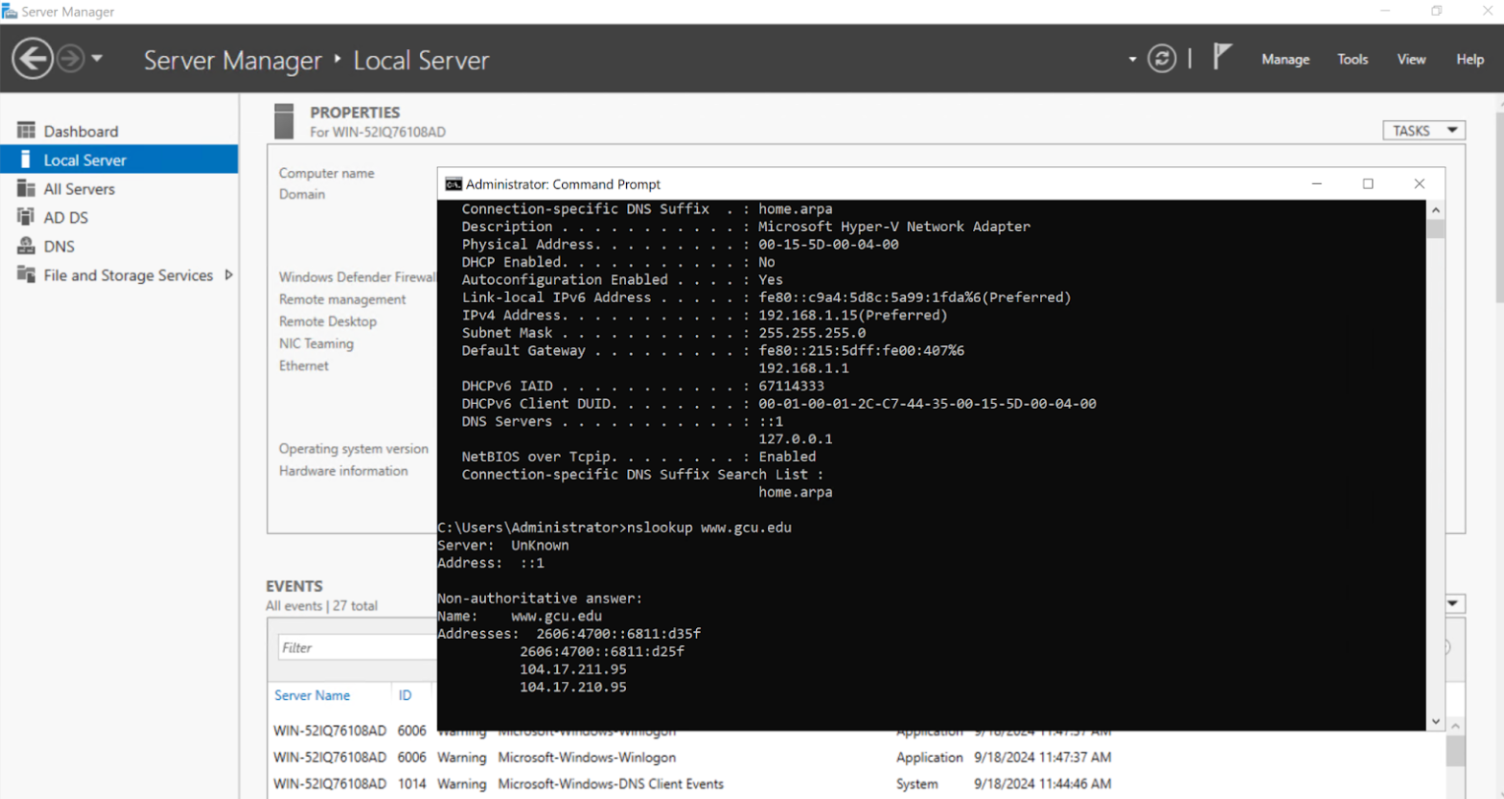 Server Manager
Server Manager ‣ Local Server
Manage Tools View Help
Dashboard
Local Server
All Servers
AD DS
DNS
File and Storage Services
PROPERTIES
For WIN-52IQ76108AD
TASKS
Computer name
Domain
Windows Defender Firewall
Remote management
Remote Desktop
NIC Teaming
Ethernet
Operating system version
Hardware information
Administrator: Command Prompt
Connection-specific DNS Suffix . : home.arpa
Description . . . . . . . . . . . : Microsoft Hyper-V Network Adapter
Physical Address. . . . . . . . . : 00-15-5D-00-04-00
DHCP Enabled. . . . . . . . . . . : No
Autoconfiguration Enabled . . . . : Yes
Link-local IPv6 Address . . . . . : fe80::c9a4:5d8c:5a99:1fda%6(Preferred)
IPv4 Address. . . . . . . . . . . : 192.168.1.15(Preferred)
Subnet Mask . . . . . . . . . . . : 255.255.255.0
Default Gateway . . . . . . . . . : fe80::215:5dff:fe00:407%6
192.168.1.1
DHCPv6 IAID . . . . . . . . . . . : 67114333
DHCPv6 Client DUID. . . . . . . . : 00-01-00-01-2C-C7-44-35-00-15-5D-00-04-00
DNS Servers . . . . . . . . . . . : ::1
127.0.0.1
NetBIOS over Tcpip. . . . . . . . : Enabled
Connection-specific DNS Suffix Search List :
home.arpa
C:\Users\Administrator>nslookup www.gcu.edu
Server: UnKnown
Address: ::1
Non-authoritative answer:
Name: www.gcu.edu
Addresses: 2606:4700::6811:d35f
2606:4700::6811:d25f
104.17.211.95
104.17.210.95
EVENTS
All events | 27 total
Filter
Server Name ID
WIN-52IQ76108AD 6006 Warning Microsoft-Windows-Winlogon Application 9/18/2024 11:47:37 AM
WIN-52IQ76108AD 6006 Warning Microsoft-Windows-Winlogon Application 9/18/2024 11:47:37 AM
WIN-52IQ76108AD 1014 Warning Microsoft-Windows-DNS Client Events System 9/18/2024 11:44:46 AM